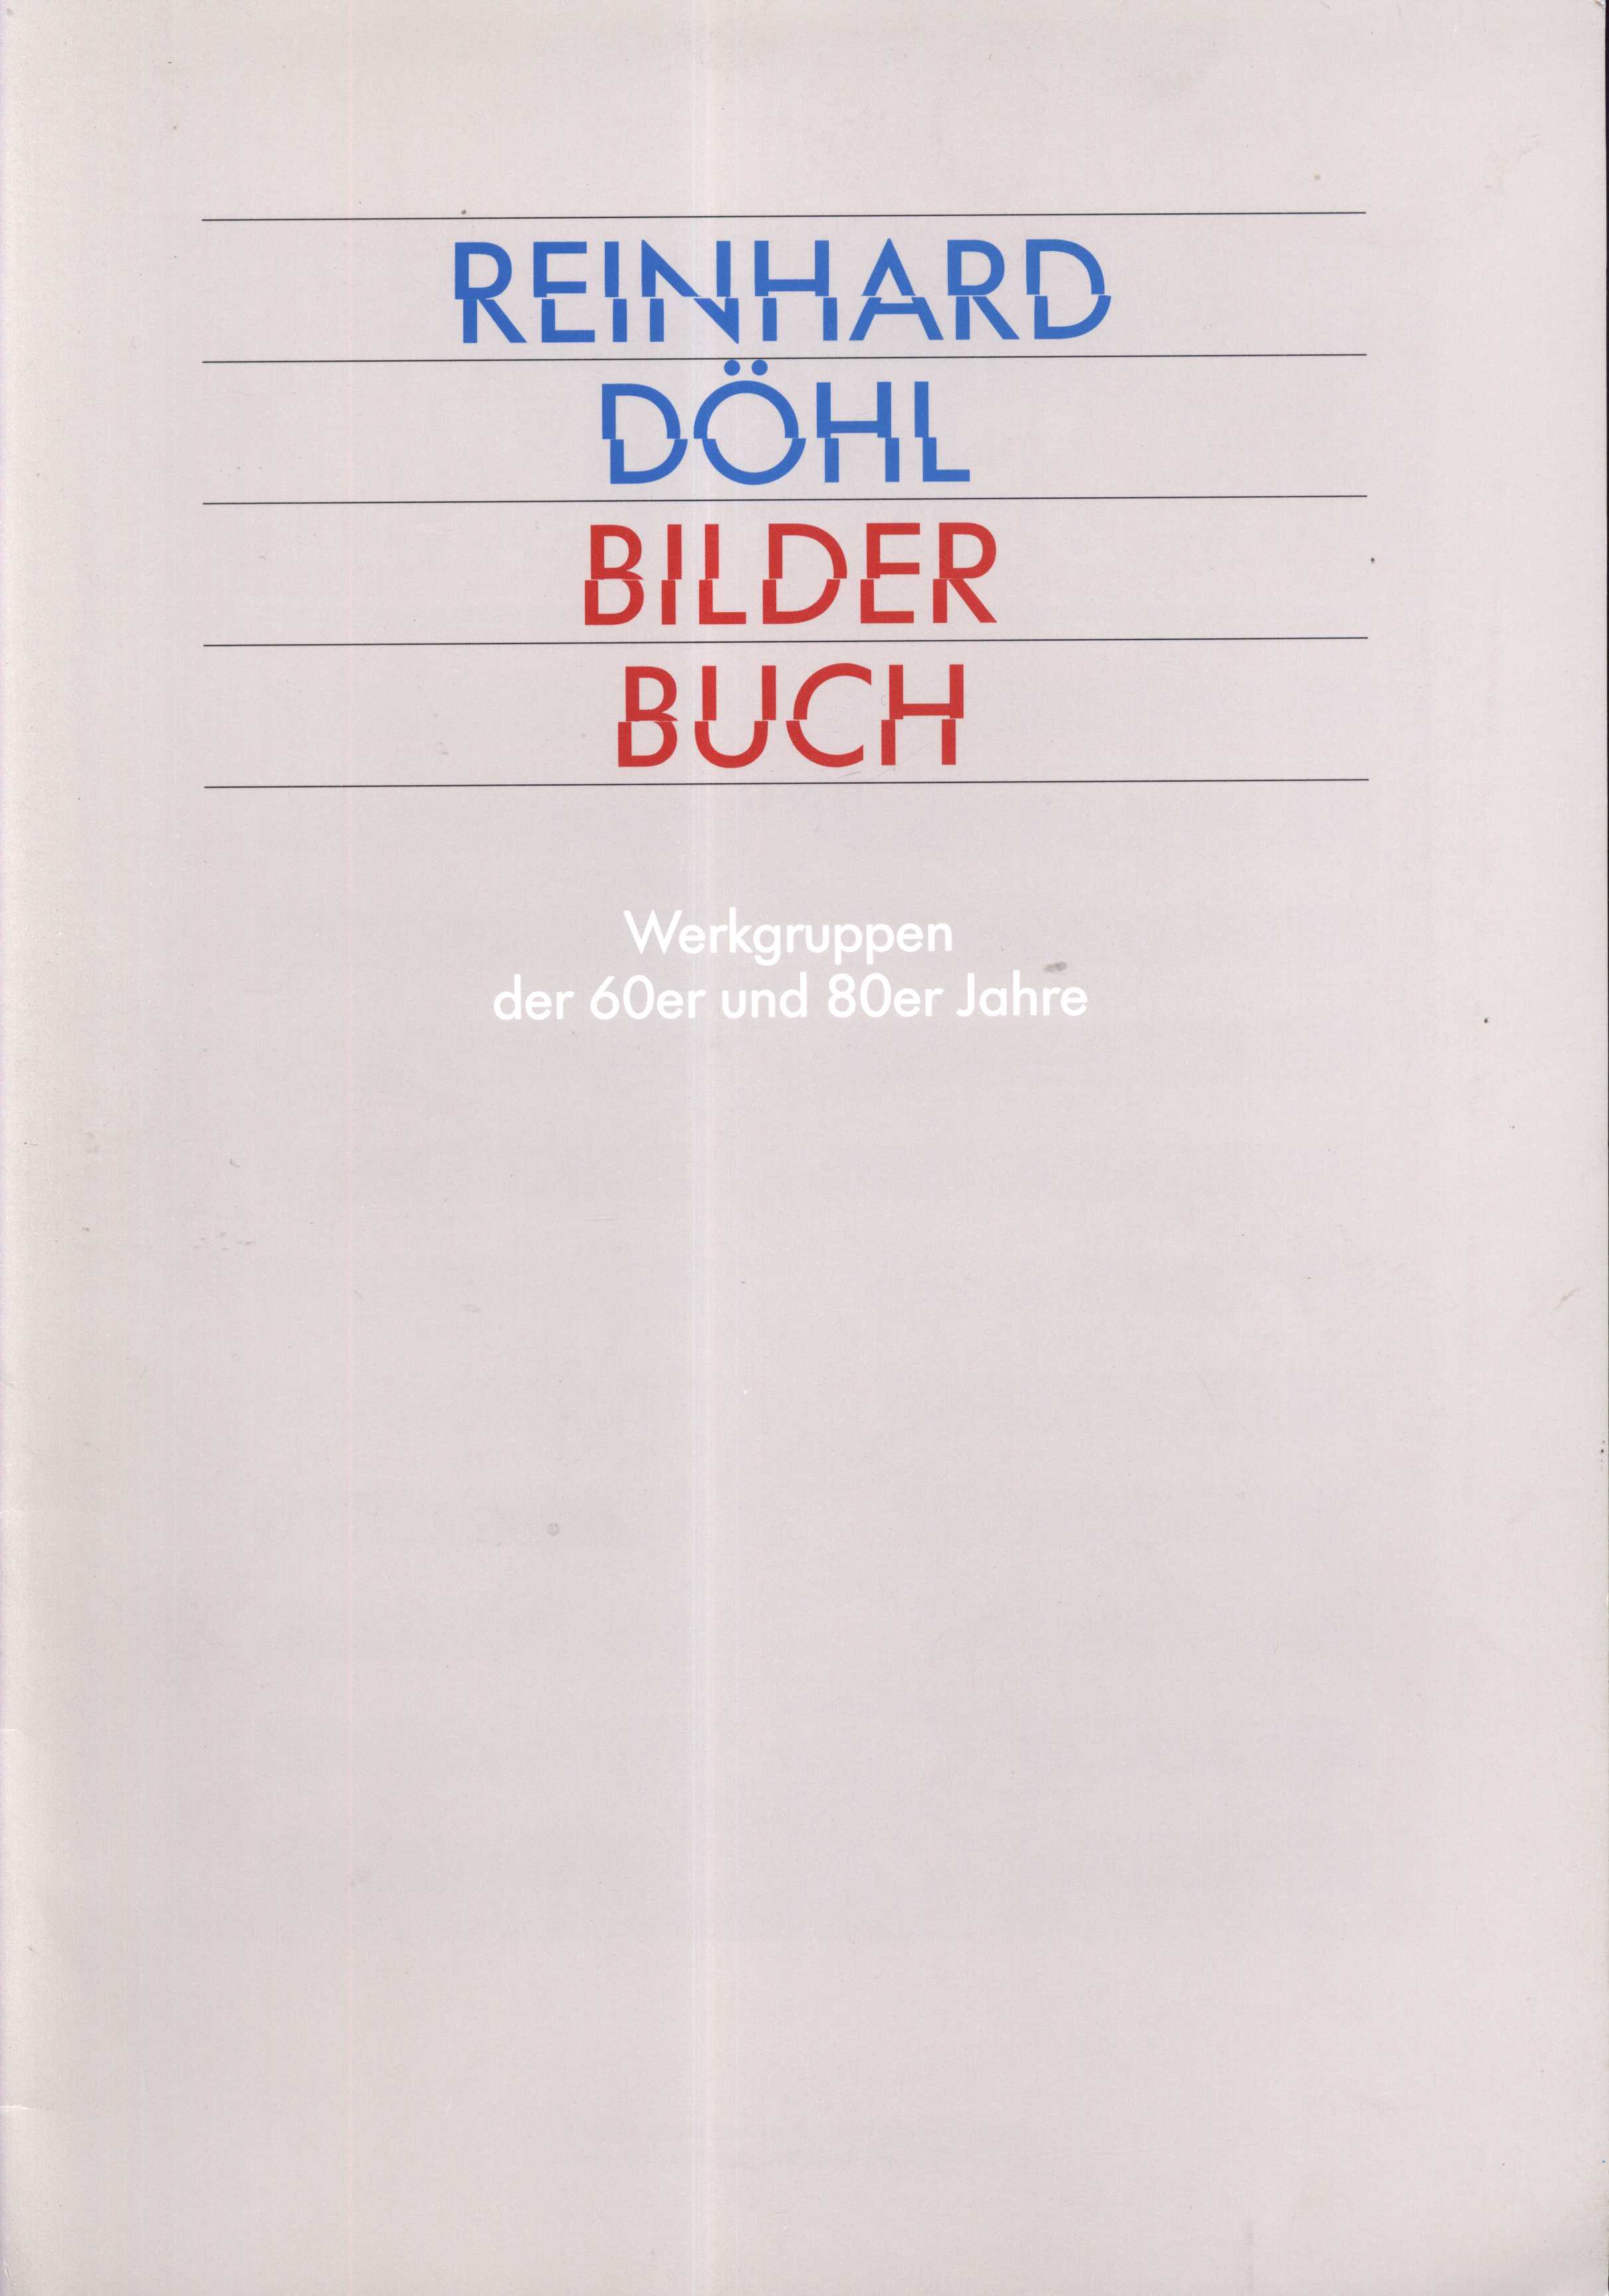 REINHARD
DÖHL
BILDER
BUCH
Werkgruppen
der 60er und 80er Jahre